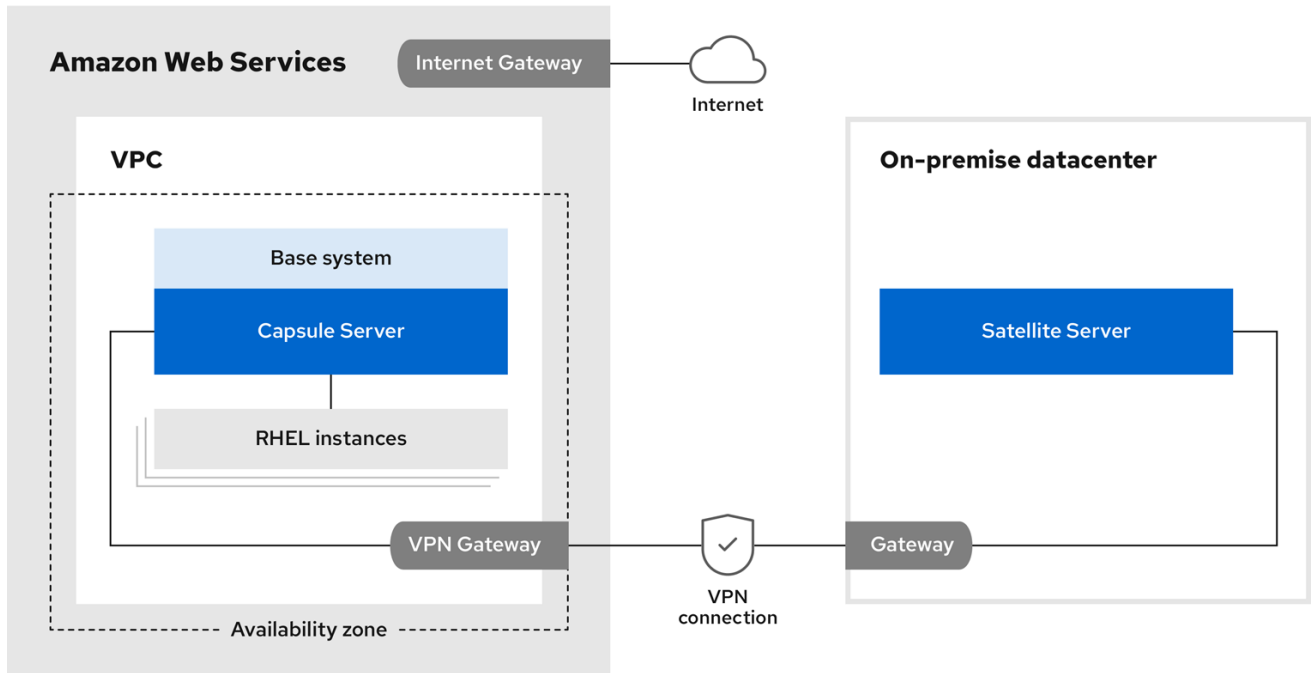 Amazon Web Services
Internet Gateway
Internet
VPC
On-premise datacenter
Base system
Capsule Server
Satellite Server
RHEL instances
VPN Gateway
Gateway
VPN
connection
Availability zone